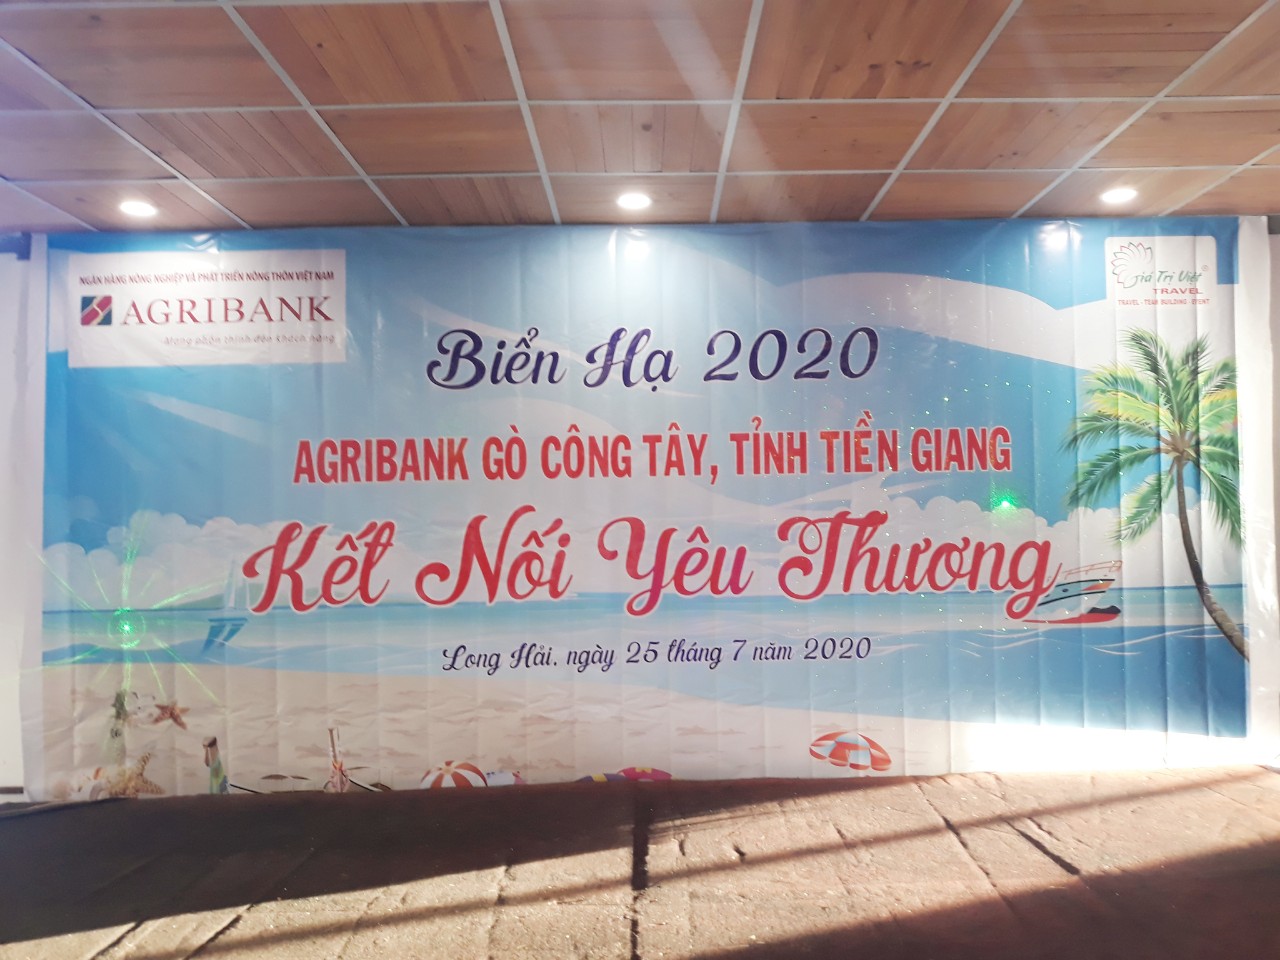 NGÂN HÀNG NÔNG NGHIỆP VÀ PHÁT TRIỂN NÔNG THÔN VIỆT NAM
AGRIBANK
Mang phồn thịnh đến khách hàng
Giá Trị Việt ®
TRAVEL
TRAVEL - TEAM BUILDING - EVENT
Biển Hạ 2020
AGRIBANK GÒ CÔNG TÂY, TỈNH TIỀN GIANG
Kết Nối Yêu Thương
Long Hải, ngày 25 tháng 7 năm 2020